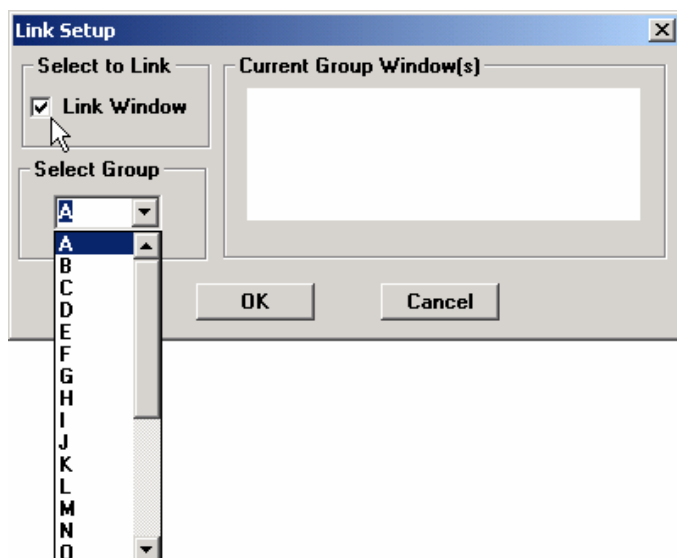 Link Setup
Select to Link
Link Window
Current Group Window(s)
Select Group
A
A
B
C
D
E
F
G
H
I
J
K
L
M
N
O
OK
Cancel